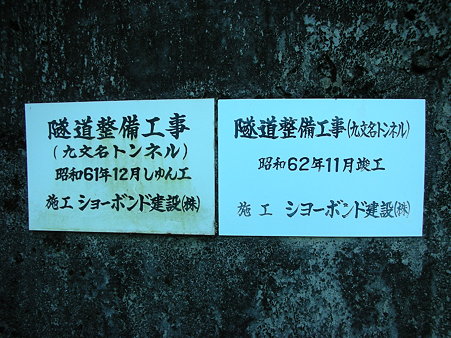 隧道整備工事
(九文名トンネル)
昭和61年12月しゅん工
施工 ショーボンド建設(株)
隧道整備工事(九文名トンネル)
昭和62年11月竣工
施工 ショーボンド建設(株)